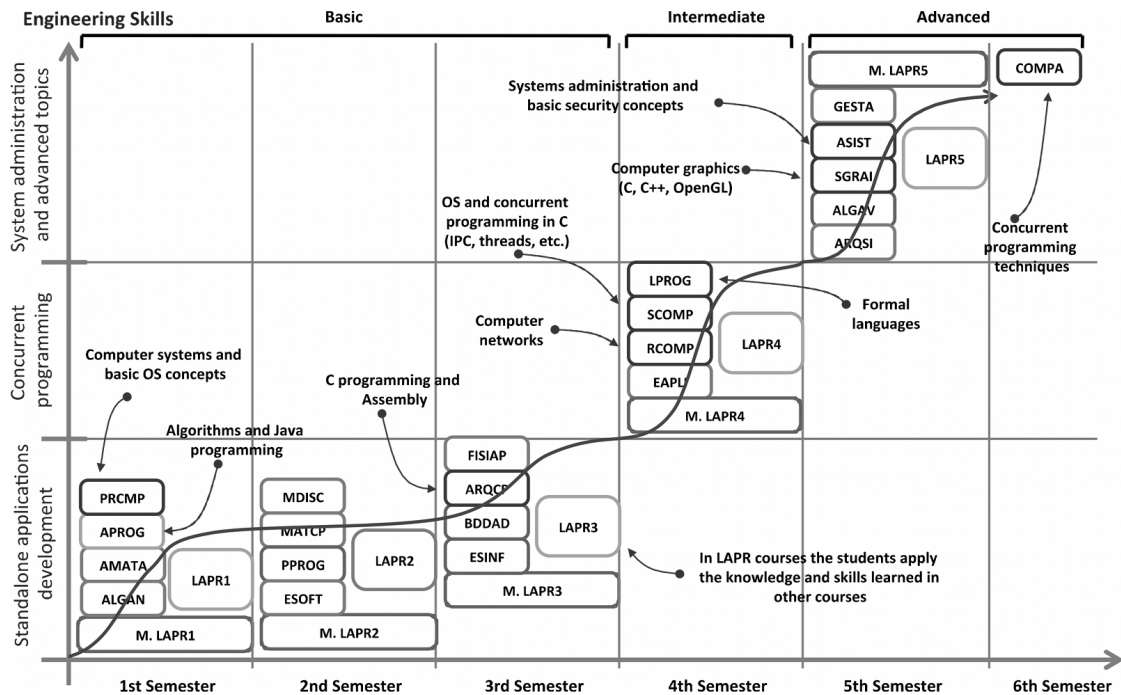 Engineering Skills
Basic
Intermediate
Advanced
System administration
and advanced topics
Concurrent
programming
Standalone applications
development
M. LAPR5
COMPA
GESTA
ASIST
SGRAI
ALGAV
ARQSI
LAPR5
Systems administration and
basic security concepts
Computer graphics
(C, C++, OpenGL)
Concurrent
programming
techniques
OS and concurrent
programming in C
(IPC, threads, etc.)
LPROG
SCOMP
RCOMP
EAPLI
LAPR4
M. LAPR4
Formal
languages
Computer
networks
Computer systems and
basic OS concepts
C programming and
Assembly
Algorithms and Java
programming
PRCMP
APROG
AMATA
ALGAN
LAPR1
M. LAPR1
MDISC
MATCP
PPROG
ESOFT
LAPR2
M. LAPR2
FISIAP
ARQCP
BDDAD
ESINF
LAPR3
M. LAPR3
In LAPR courses the students apply
the knowledge and skills learned in
other courses
1st Semester
2nd Semester
3rd Semester
4th Semester
5th Semester
6th Semester